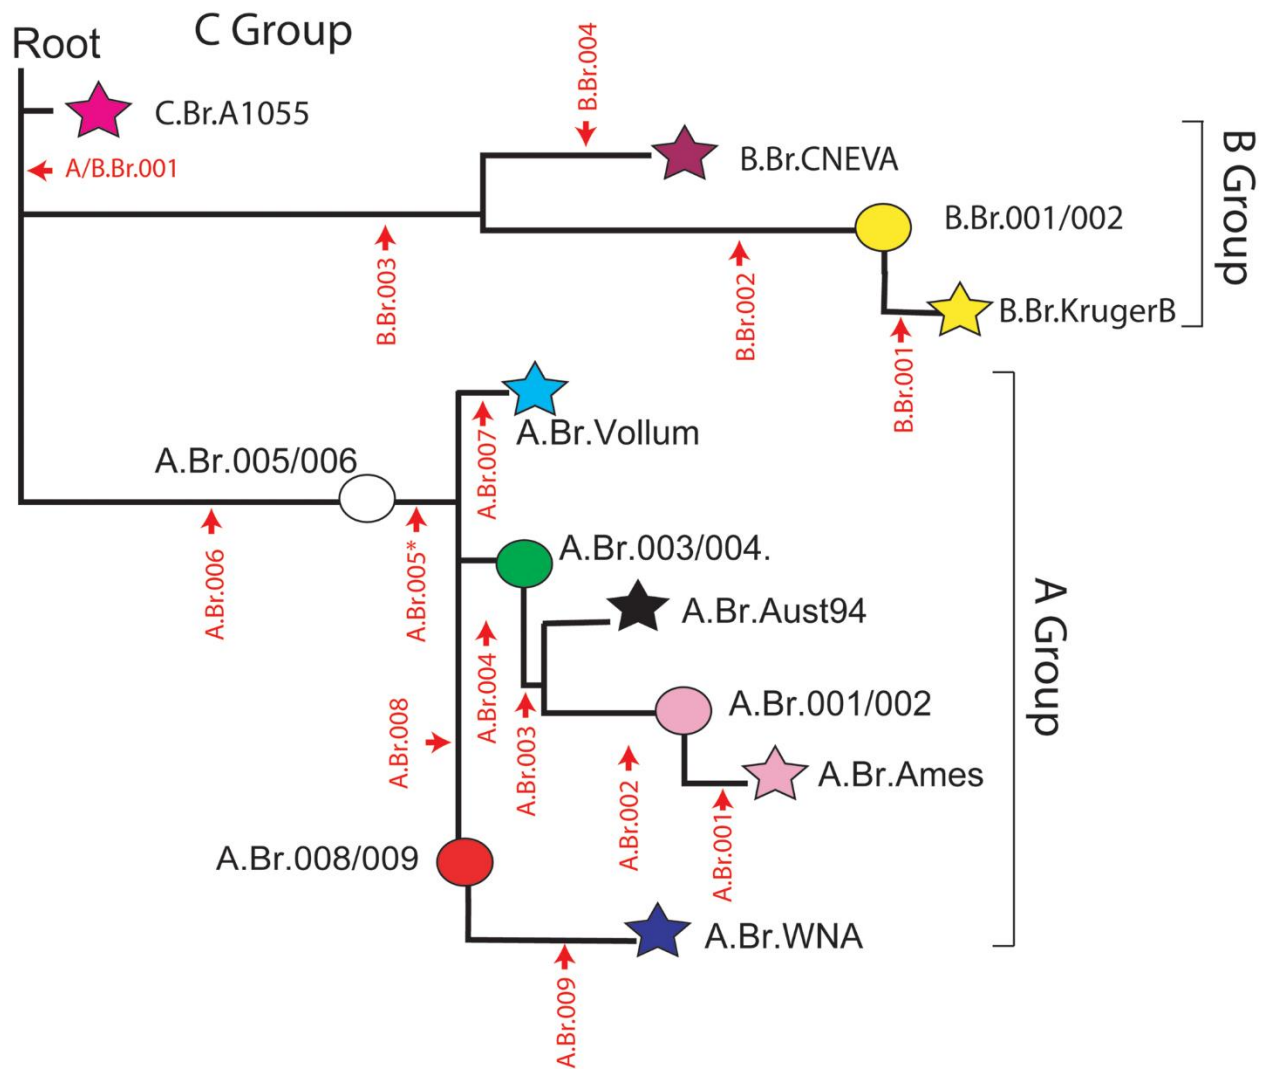 C Group
Root
B.Br.004
C.Br.A1055
A/B.Br.001
B.Br.CNEVA
B Group
B.Br.001/002
B.Br.003
B.Br.002
B.Br.KrugerB
B.Br.001
A.Br.Vollum
A.Br.007
A.Br.005/006
A.Br.006
A.Br.005*
A.Br.003/004.
A.Br.Aust94
A Group
A.Br.004
A.Br.008
A.Br.003
A.Br.001/002
A.Br.002
A.Br.Ames
A.Br.001
A.Br.008/009
A.Br.WNA
A.Br.009